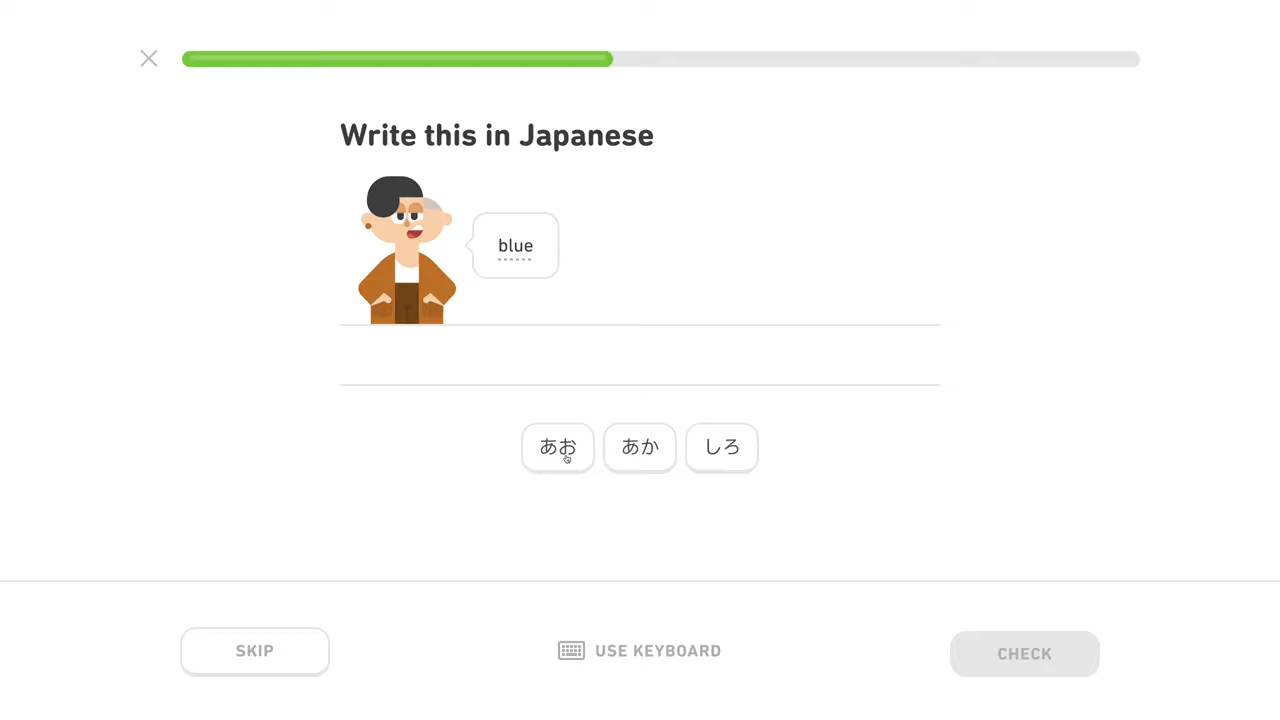 Write this in Japanese
blue
あお あか しろ
SKIP USE KEYBOARD CHECK